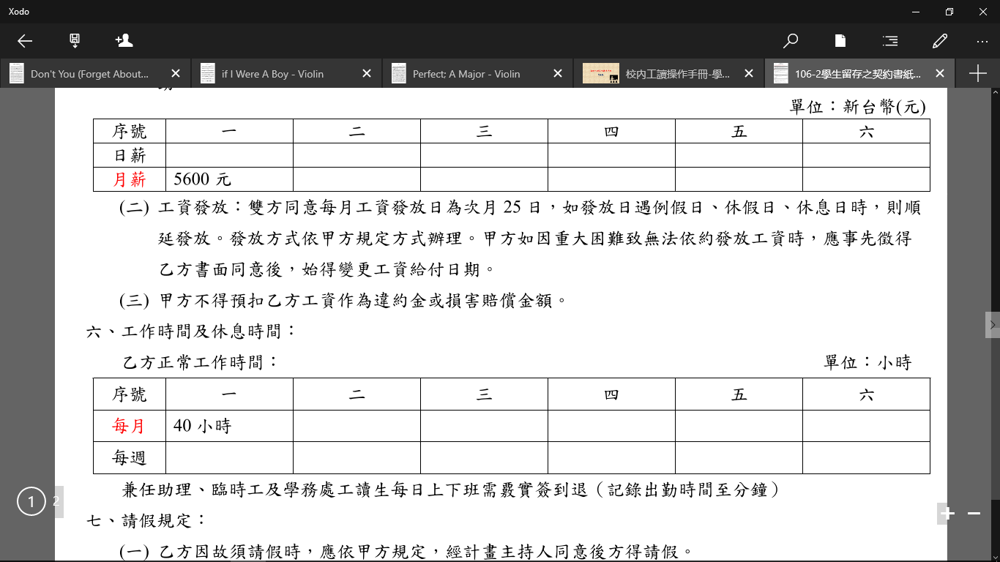 Xodo
Don't You (Forget About...
if I Were A Boy - Violin
Perfect; A Major - Violin
校內工讀操作手冊-學...
106-2學生留存之契約書紙...
單位：新台幣(元)
序號 一 二 三 四 五 六
日薪
月薪 5600 元
(二) 工資發放：雙方同意每月工資發放日為次月 25 日，如發放日遇例假日、休假日、休息日時，則順
延發放。發放方式依甲方規定方式辦理。甲方如因重大困難致無法依約發放工資時，應事先徵得
乙方書面同意後，始得變更工資給付日期。
(三) 甲方不得預扣乙方工資作為違約金或損害賠償金額。
六、工作時間及休息時間：
乙方正常工作時間： 單位：小時
序號 一 二 三 四 五 六
每月 40 小時
每週
兼任助理、臨時工及學務處工讀生每日上下班需覈實簽到退（記錄出勤時間至分鐘）
1 2
七、請假規定：
(一) 乙方因故須請假時，應依甲方規定，經計畫主持人同意後方得請假。